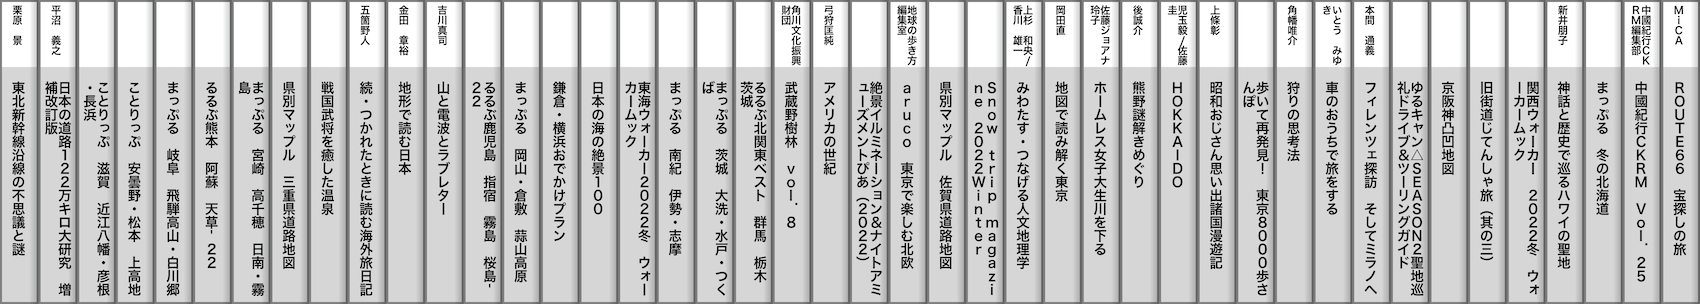 MiCA
ROUTE66 宝探しの旅
中國紀行CK
RM編集部
中國紀行CKRM Vol.25
まっぷる 冬の北海道
新井朋子
神話と歴史で巡るハワイの聖地
関西ウォーカー 2022冬 ウォ
ーカームック
旧街道じてんしゃ旅(其の三)
京阪神凸凹地図
ゆるキャン△SEASON2聖地巡
礼ドライブ&ツーリングガイド
本間 通義
フィレンツェ探訪 そしてミラノへ
いとう みゆ
き
車のおうちで旅をする
角幡唯介
狩りの思考法
歩いて再発見! 東京8000歩さ
んぽ
上條彰
昭和おじさん思い出諸国漫遊記
児玉毅/佐藤
圭
HOKKAIDO
後誠介
熊野謎解きめぐり
佐藤ジョアナ
玲子
ホームレス女子大生川を下る
岡田直
地図で読み解く東京
上杉 和央/
香川 雄一
みわたす・つなげる人文地理学
Snow trip magazi
ne 2022Winter
県別マップル 佐賀県道路地図
地球の歩き方
編集室
aruco 東京で楽しむ北欧
絶景イルミネーション&ナイトアミ
ューズメントぴあ(2022)
弓狩匡純
アメリカの世紀
角川文化振興
財団
武蔵野樹林 vol.8
るるぶ北関東ベスト 群馬 栃木
茨城
まっぷる 茨城 大洗・水戸・つく
ば
まっぷる 南紀 伊勢・志摩
東海ウォーカー2022冬 ウォー
カームック
日本の海の絶景100
鎌倉・横浜おでかけプラン
まっぷる 岡山・倉敷 蒜山高原
るるぶ鹿児島 指宿 霧島 桜島'
22
吉川真司
山と電波とラブレター
金田 章裕
地形で読む日本
五箇野人
続・つかれたときに読む海外旅日記
戦国武将を癒した温泉
県別マップル 三重県道路地図
まっぷる 宮崎 高千穂 日南・霧
島
るるぶ熊本 阿蘇 天草'22
まっぷる 岐阜 飛騨高山・白川郷
ことりっぷ 安曇野・松本 上高地
ことりっぷ 滋賀 近江八幡・彦根
・長浜
平沼 義之
日本の道路122万キロ大研究 増
補改訂版
栗原 景
東北新幹線沿線の不思議と謎